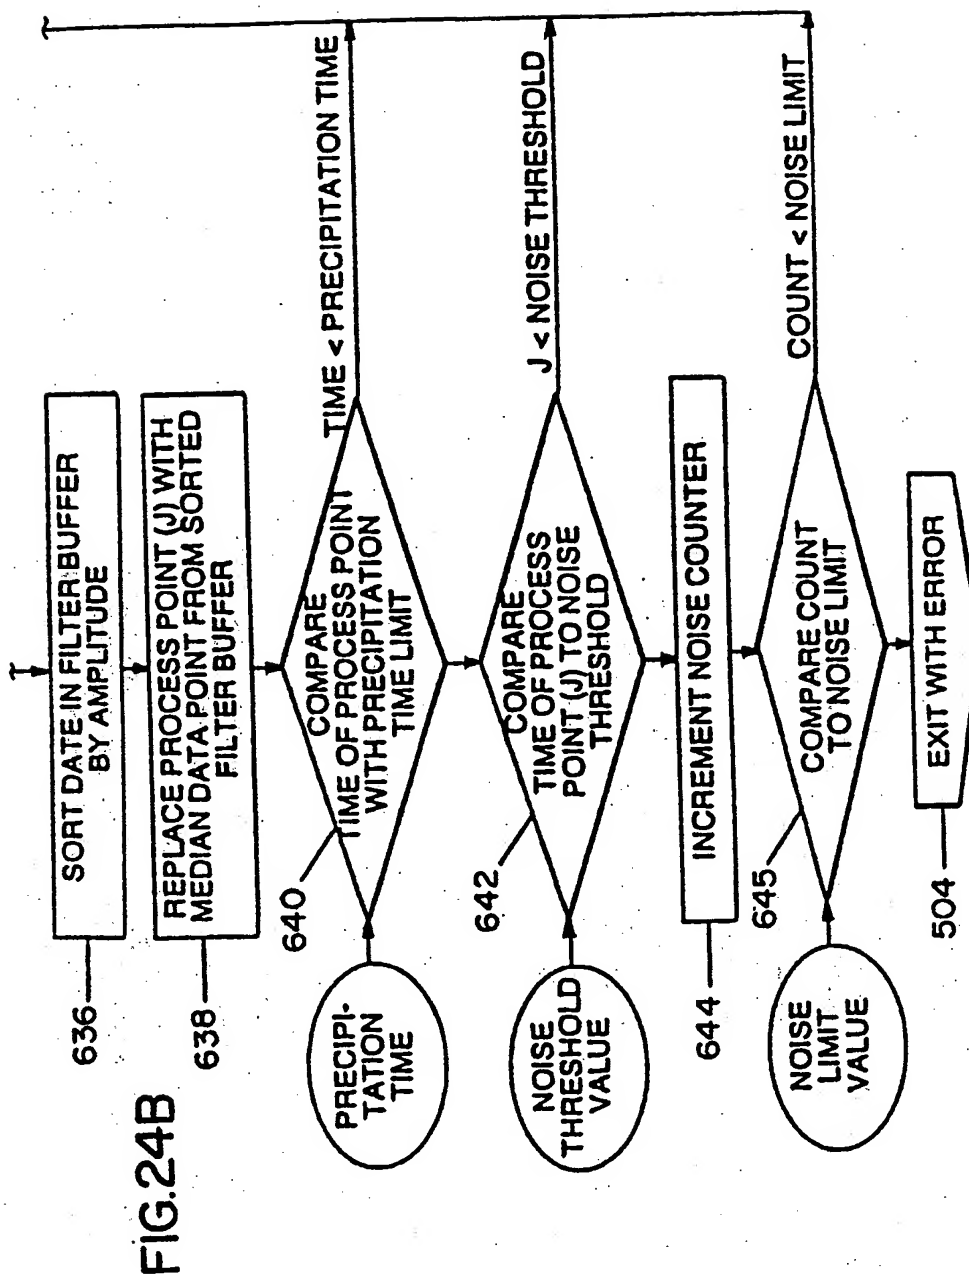 FIG.24B
636
SORT DATE IN FILTER BUFFER
BY AMPLITUDE
638
REPLACE PROCESS POINT (J) WITH
MEDIAN DATA POINT FROM SORTED
FILTER BUFFER
PRECIPI-
TATION
TIME
640
COMPARE
TIME OF PROCESS POINT
WITH PRECIPITATION
TIME LIMIT
TIME < PRECIPITATION TIME
NOISE
THRESHOLD
VALUE
642
COMPARE
TIME OF PROCESS
POINT (J) TO NOISE
THRESHOLD
J < NOISE THRESHOLD
644
INCREMENT NOISE COUNTER
NOISE
LIMIT
VALUE
645
COMPARE COUNT
TO NOISE LIMIT
COUNT < NOISE LIMIT
504
EXIT WITH ERROR